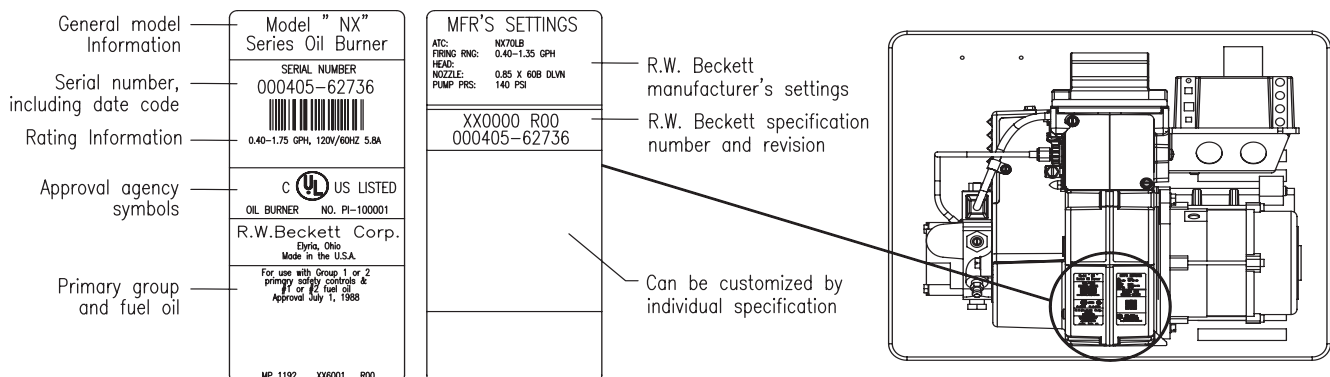 General model
Information
Serial number,
including date code
Rating Information
Approval agency
symbols
Primary group
and fuel oil
Model " NX"
Series Oil Burner
SERIAL NUMBER
000405-62736
0.40-1.75 GPH, 120V/60HZ 5.8A
C UL US LISTED
OIL BURNER NO. PI-100001
R.W.Beckett Corp.
Elyria, Ohio
Made in the U.S.A.
For use with Group 1 or 2
primary safety controls &
#1 or #2 fuel oil
Approval July 1, 1988
MP 1192 XX6001 R00
MFR'S SETTINGS
ATC: NX70LB
FIRING RNG: 0.40-1.35 GPH
HEAD:
NOZZLE: 0.85 X 60B DLVN
PUMP PRS: 140 PSI
XX0000 R00
000405-62736
R.W. Beckett
manufacturer's settings
R.W. Beckett specification
number and revision
Can be customized by
individual specification